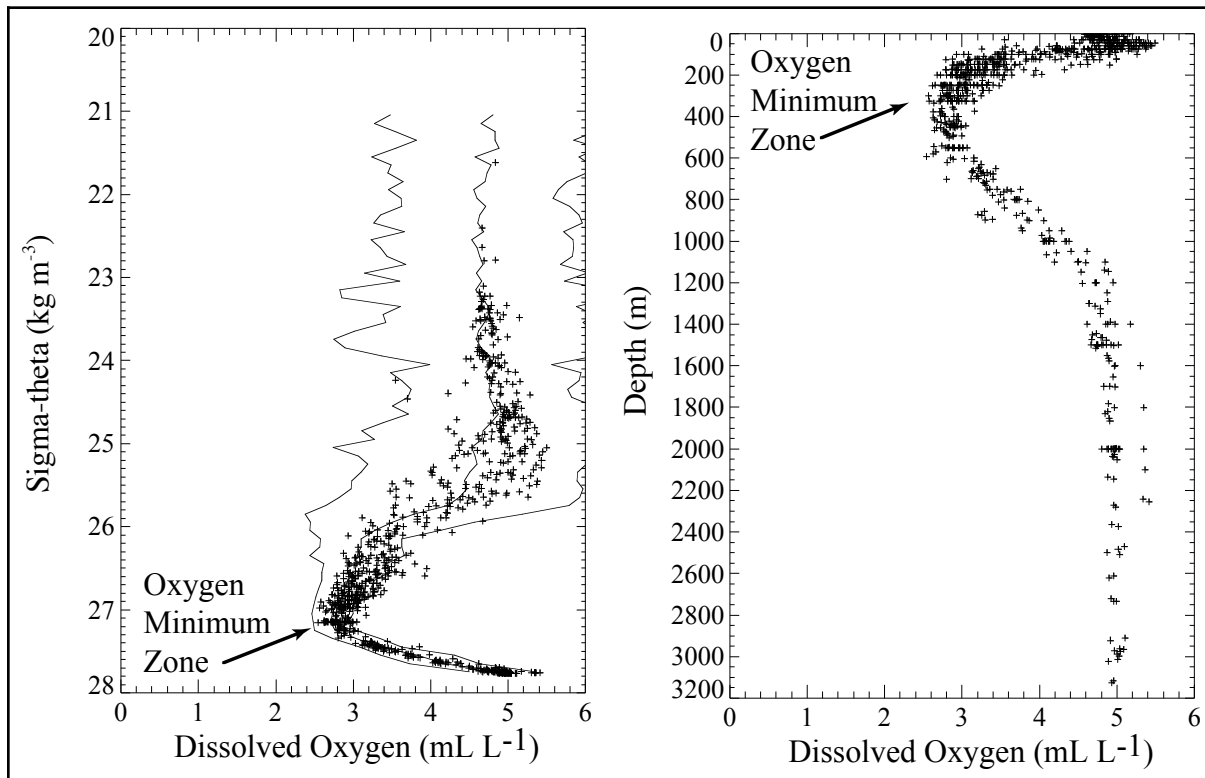 20
21
22
23
24
25
26
27
28
Sigma-theta (kg m-3)
Oxygen
Minimum
Zone
0 1 2 3 4 5 6
Dissolved Oxygen (mL L-1)
0
200
400
600
800
1000
1200
1400
1600
1800
2000
2200
2400
2600
2800
3000
3200
Depth (m)
Oxygen
Minimum
Zone
0 1 2 3 4 5 6
Dissolved Oxygen (mL L-1)